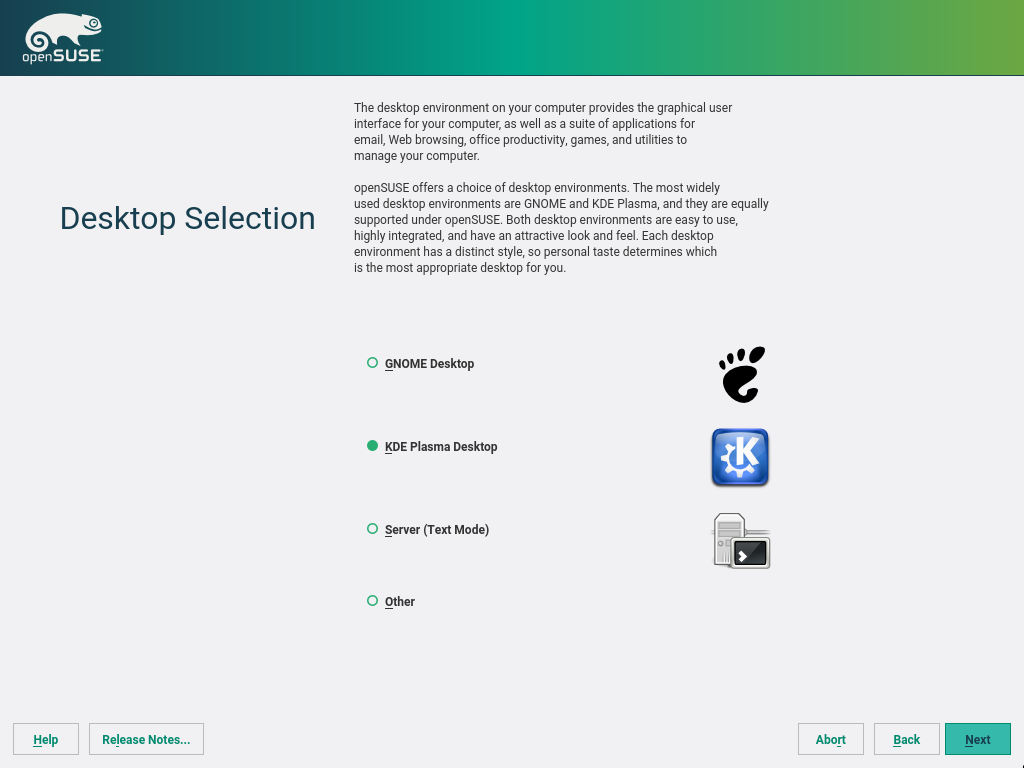 openSUSE
The desktop environment on your computer provides the graphical user
interface for your computer, as well as a suite of applications for
email, Web browsing, office productivity, games, and utilities to
manage your computer.
openSUSE offers a choice of desktop environments. The most widely
used desktop environments are GNOME and KDE Plasma, and they are equally
supported under openSUSE. Both desktop environments are easy to use,
highly integrated, and have an attractive look and feel. Each desktop
environment has a distinct style, so personal taste determines which
is the most appropriate desktop for you.
Desktop Selection
GNOME Desktop
KDE Plasma Desktop
Server (Text Mode)
Other
Help
Release Notes...
Abort
Back
Next